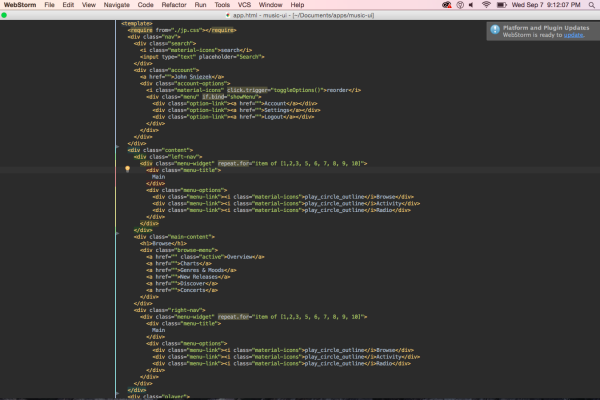 WebStorm File Edit View Navigate Code Refactor Run Tools VCS Window Help Wed Sep 7 9:12:07 PM
app.html - music-ui - [~/Documents/apps/music-ui]
Platform and Plugin Updates
WebStorm is ready to update.
<template>
<require from="./jp.css"></require>
<div class="nav">
<div class="search">
<i class="material-icons">search</i>
<input type="text" placeholder="Search">
</div>
<div class="account">
<a href="">John Sniezek</a>
<div class="account-options">
<i class="material-icons" click.trigger="toggleOptions()">reorder</i>
<div class="menu" if.bind="showMenu">
<div class="option-link"><a href="">Account</a></div>
<div class="option-link"><a href="">Settings</a></div>
<div class="option-link"><a href="">Logout</a></div>
</div>
</div>
</div>
</div>
<div class="content">
<div class="left-nav">
<div class="menu-widget" repeat.for="item of [1,2,3, 5, 6, 7, 8, 9, 10]">
<div class="menu-title">
Main
</div>
<div class="menu-options">
<div class="menu-link"><i class="material-icons">play_circle_outline</i>Browse</div>
<div class="menu-link"><i class="material-icons">play_circle_outline</i>Activity</div>
<div class="menu-link"><i class="material-icons">play_circle_outline</i>Radio</div>
</div>
</div>
</div>
<div class="main-content">
<h1>Browse</h1>
<div class="browse-menu">
<a href="" class="active">Overview</a>
<a href="">Charts</a>
<a href="">Genres & Moods</a>
<a href="">New Releases</a>
<a href="">Discover</a>
<a href="">Concerts</a>
</div>
</div>
<div class="right-nav">
<div class="menu-widget" repeat.for="item of [1,2,3, 5, 6, 7, 8, 9, 10]">
<div class="menu-title">
Main
</div>
<div class="menu-options">
<div class="menu-link"><i class="material-icons">play_circle_outline</i>Browse</div>
<div class="menu-link"><i class="material-icons">play_circle_outline</i>Activity</div>
<div class="menu-link"><i class="material-icons">play_circle_outline</i>Radio</div>
</div>
</div>
</div>
</div>
<div class="player">